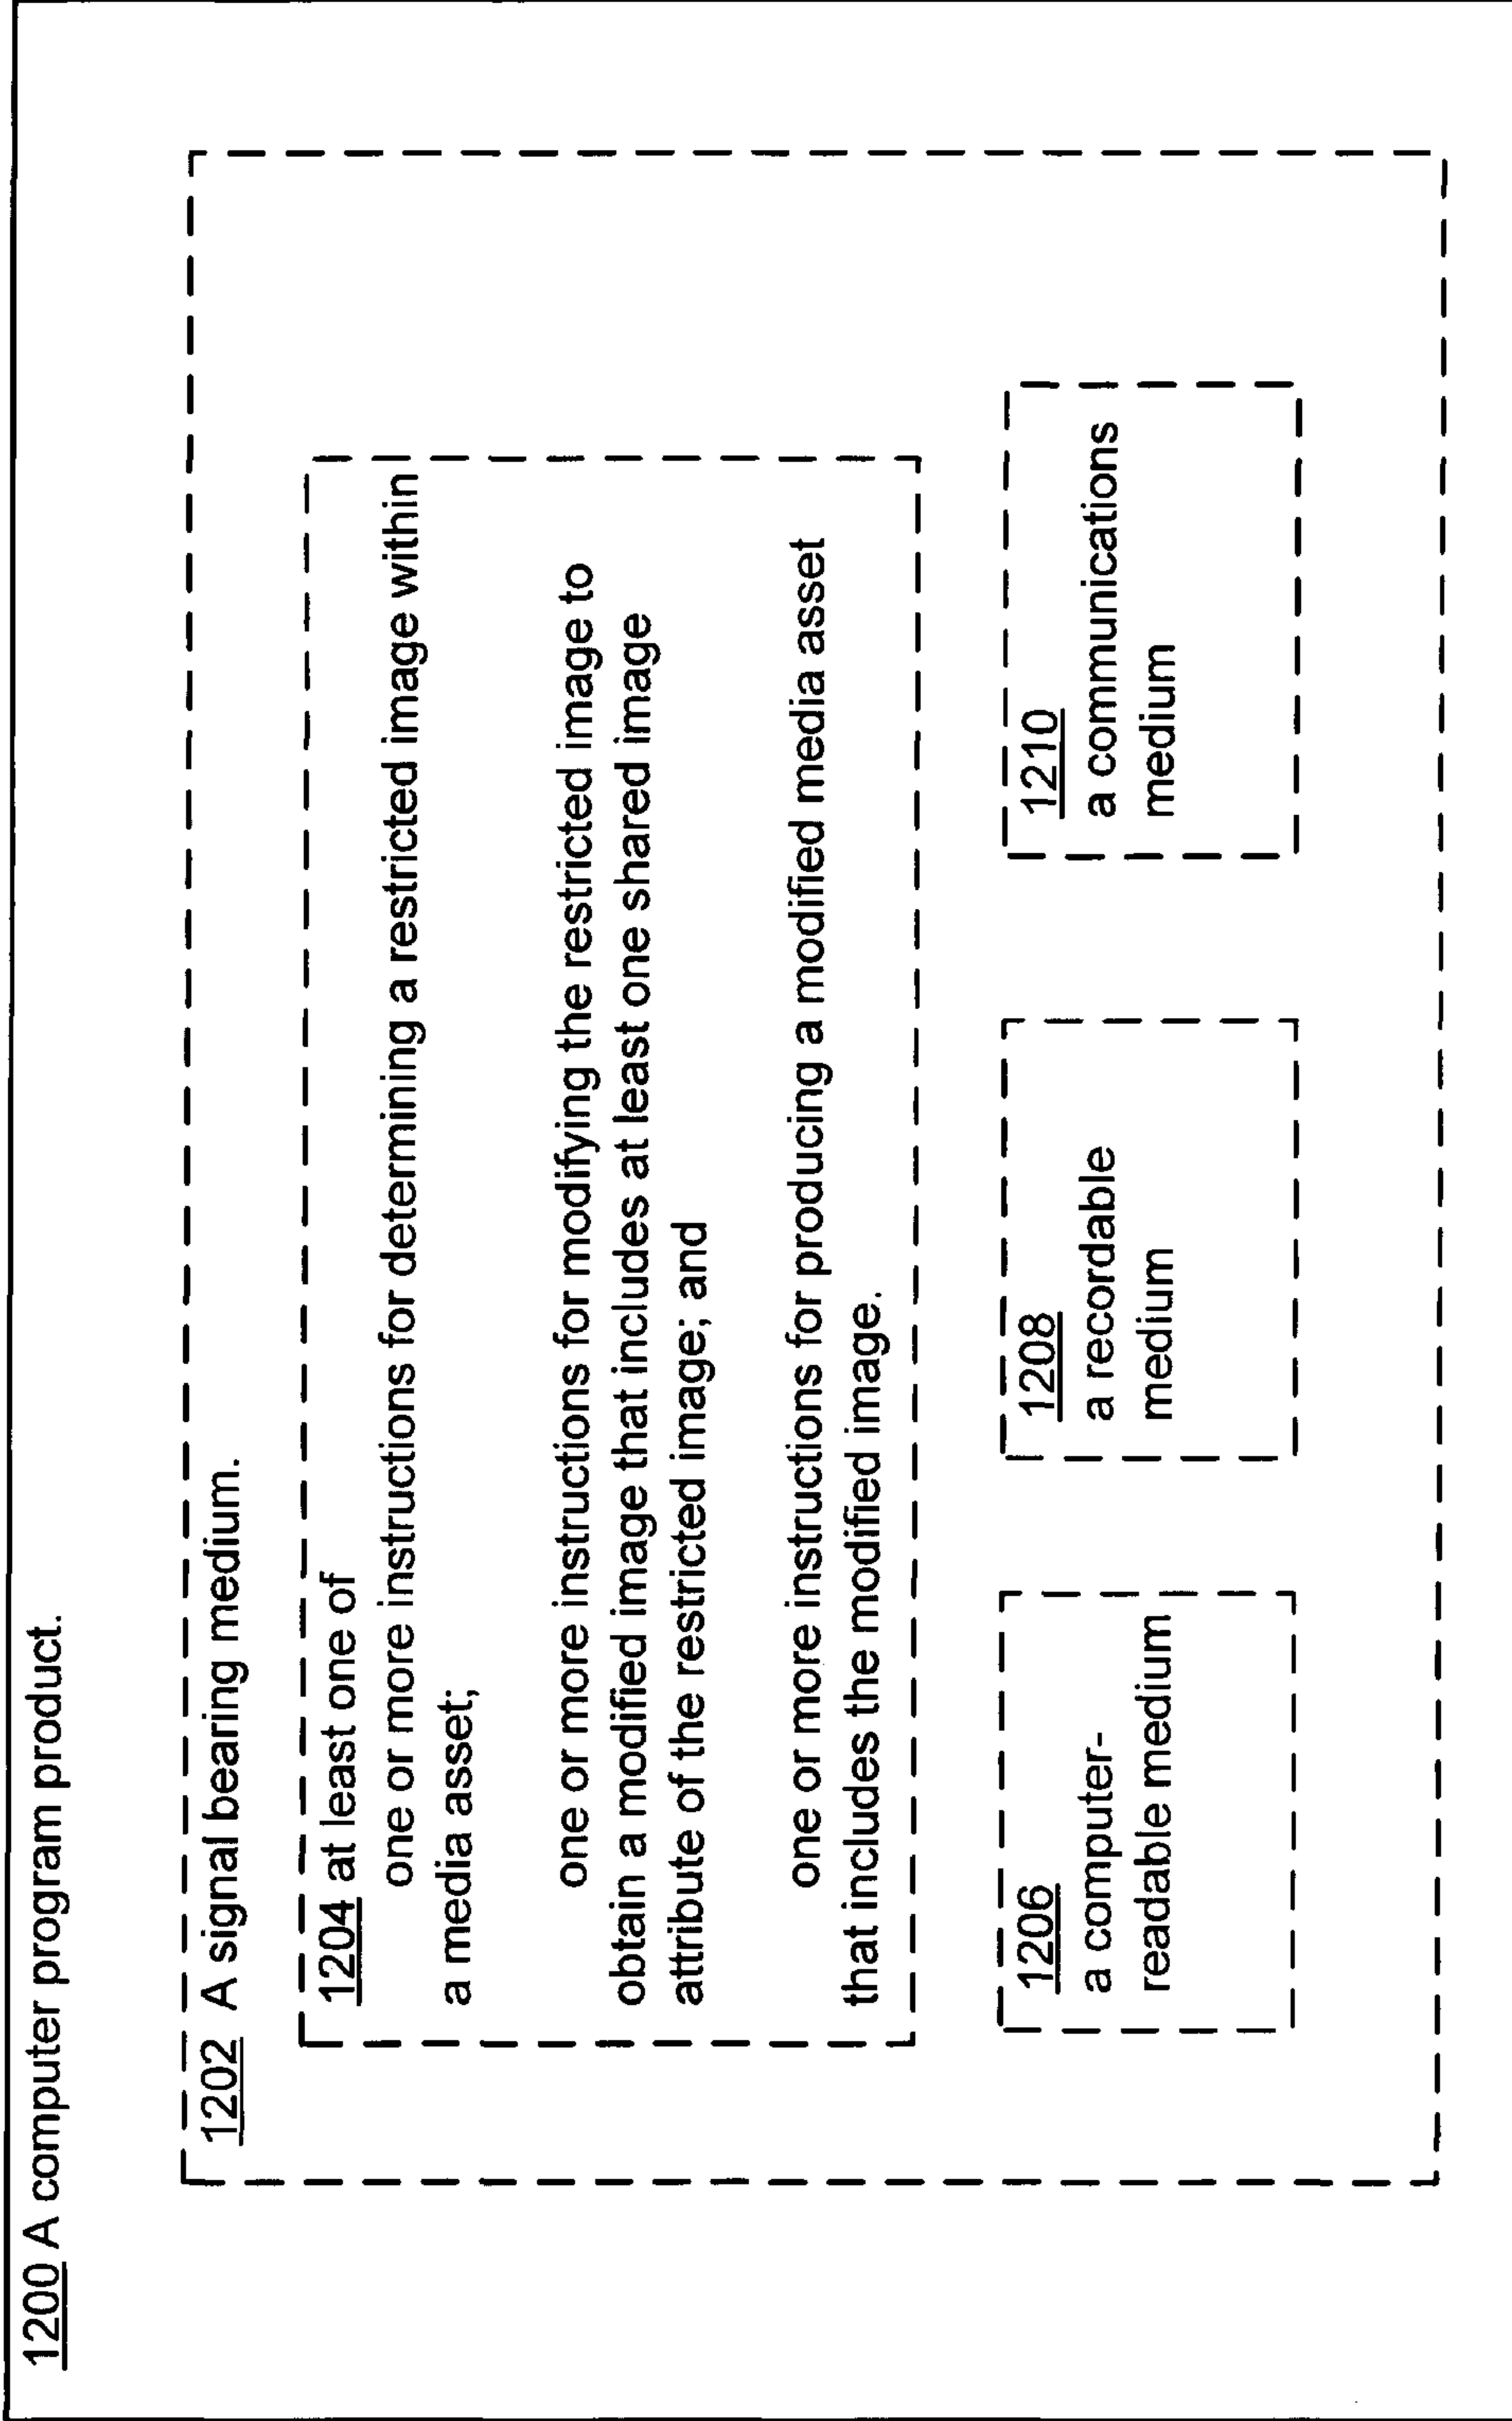 1200 A computer program product.
1202 A signal bearing medium.
1204 at least one of
one or more instructions for determining a restricted image within
a media asset;
one or more instructions for modifying the restricted image to
obtain a modified image that includes at least one shared image
attribute of the restricted image; and
one or more instructions for producing a modified media asset
that includes the modified image.
1206
a computer-
readable medium
1208
a recordable
medium
1210
a communications
medium